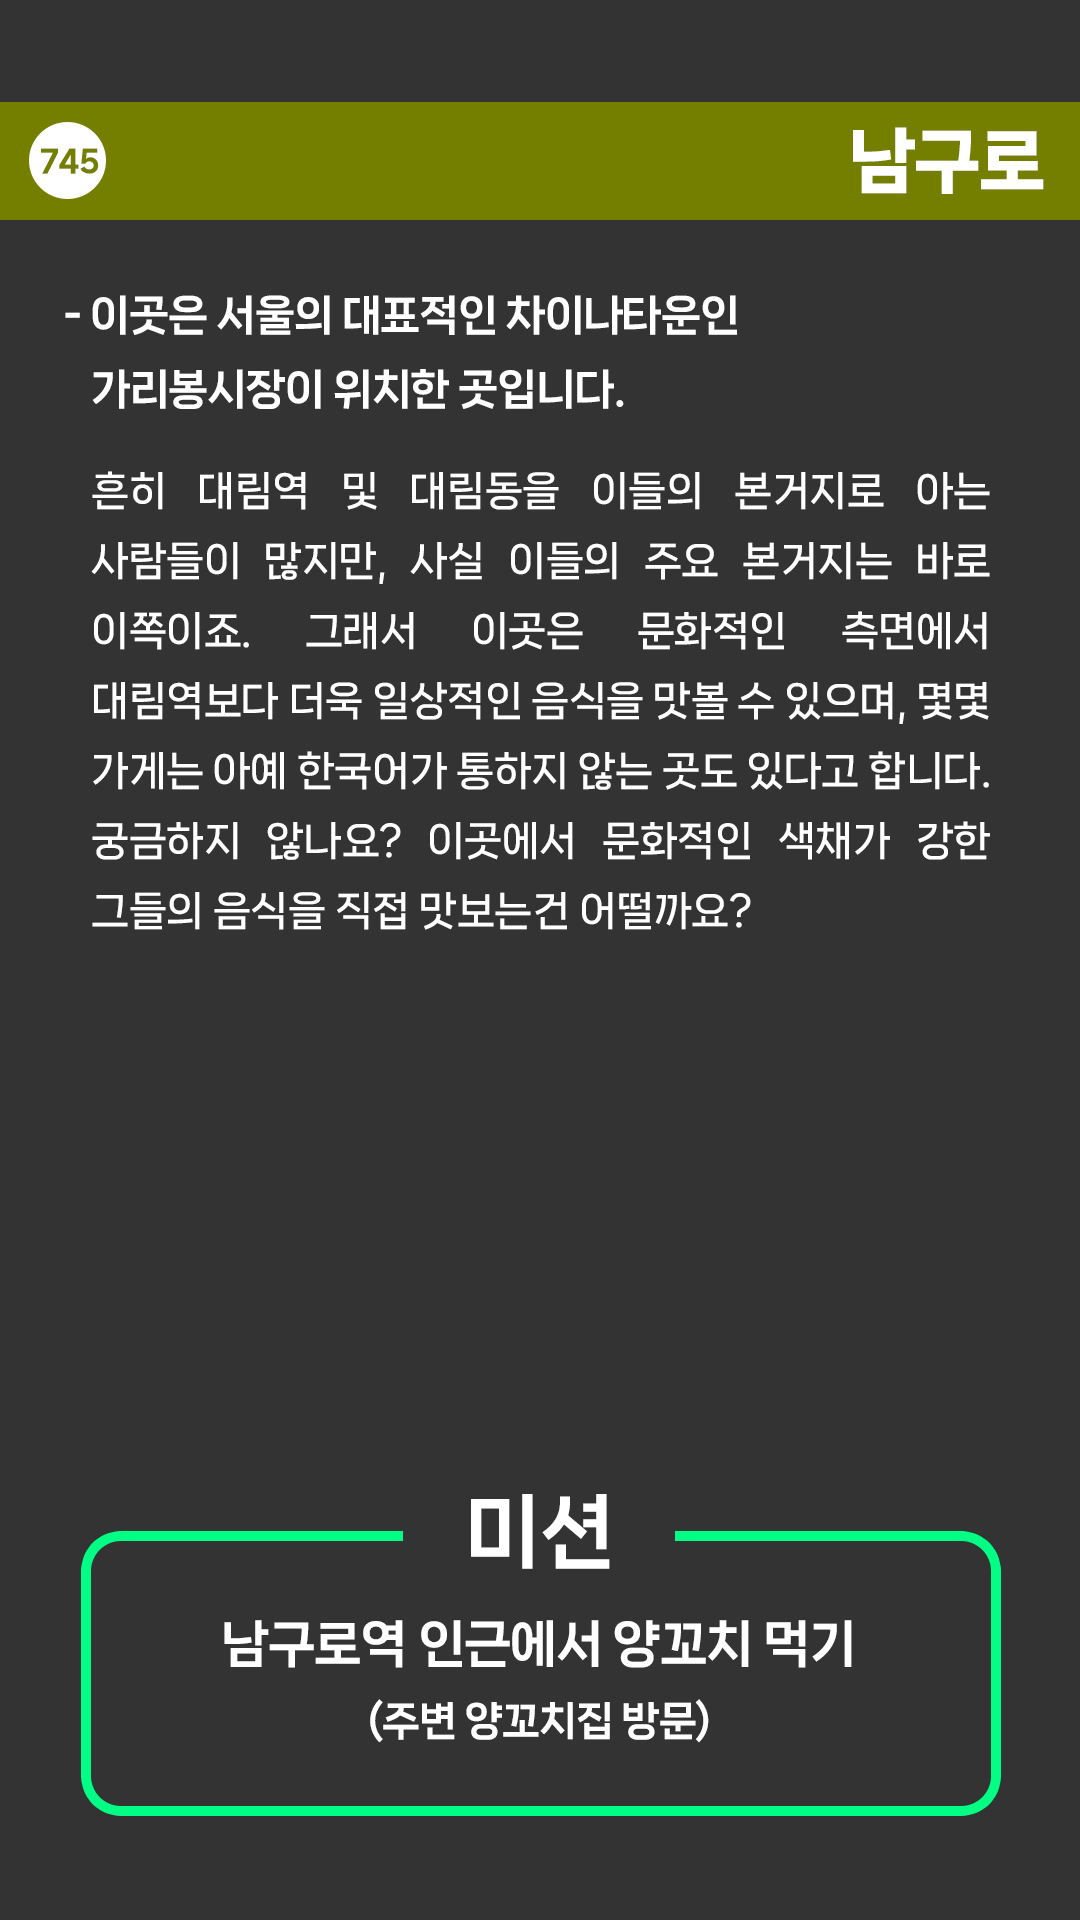 745
남구로
- 이곳은 서울의 대표적인 차이나타운인
가리봉시장이 위치한 곳입니다.
흔히 대림역 및 대림동을 이들의 본거지로 아는
사람들이 많지만, 사실 이들의 주요 본거지는 바로
이쪽이죠. 그래서 이곳은 문화적인 측면에서
대림역보다 더욱 일상적인 음식을 맛볼 수 있으며, 몇몇
가게는 아예 한국어가 통하지 않는 곳도 있다고 합니다.
궁금하지 않나요? 이곳에서 문화적인 색채가 강한
그들의 음식을 직접 맛보는건 어떨까요?
미션
남구로역 인근에서 양꼬치 먹기
(주변 양꼬치집 방문)